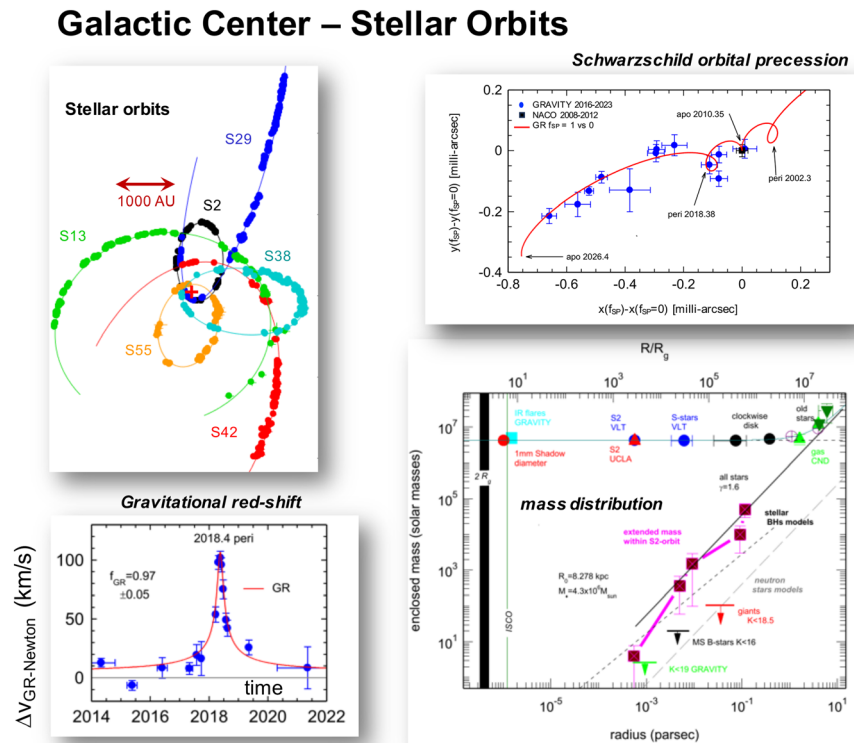 Galactic Center – Stellar Orbits
Stellar orbits
S29
1000 AU
S2
S13
S38
S55
S42
Schwarzschild orbital precession
GRAVITY 2016-2023
NACO 2008-2012
GR fSP = 1 vs 0
apo 2010.35
peri 2002.3
peri 2018.38
apo 2026.4
0.2
0
-0.2
-0.4
-0.8
-0.6
-0.4
-0.2
0
0.2
y(fSP)-y(fSP=0) [milli-arcsec]
x(fSP)-x(fSP=0) [milli-arcsec]
Gravitational red-shift
2018.4 peri
fGR=0.97
±0.05
GR
time
100
80
60
40
20
0
2014
2016
2018
2020
2022
ΔvGR-Newton (km/s)
R/Rg
10¹
10³
10⁵
10⁷
IR flares
GRAVITY
S2
VLT
S-stars
VLT
clockwise
disk
old
stars
1mm Shadow
diameter
S2
UCLA
gas
CND
2 Rg
mass distribution
all stars
γ=1.6
stellar
BHs models
extended mass
within S2-orbit
R0=8.278 kpc
M•=4.3x10⁶Msun
neutron
stars models
giants
K<18.5
MS B-stars K<16
K<19 GRAVITY
ISCO
10⁷
10⁵
10³
10¹
enclosed mass (solar masses)
10⁻⁵
10⁻³
10⁻¹
10¹
radius (parsec)